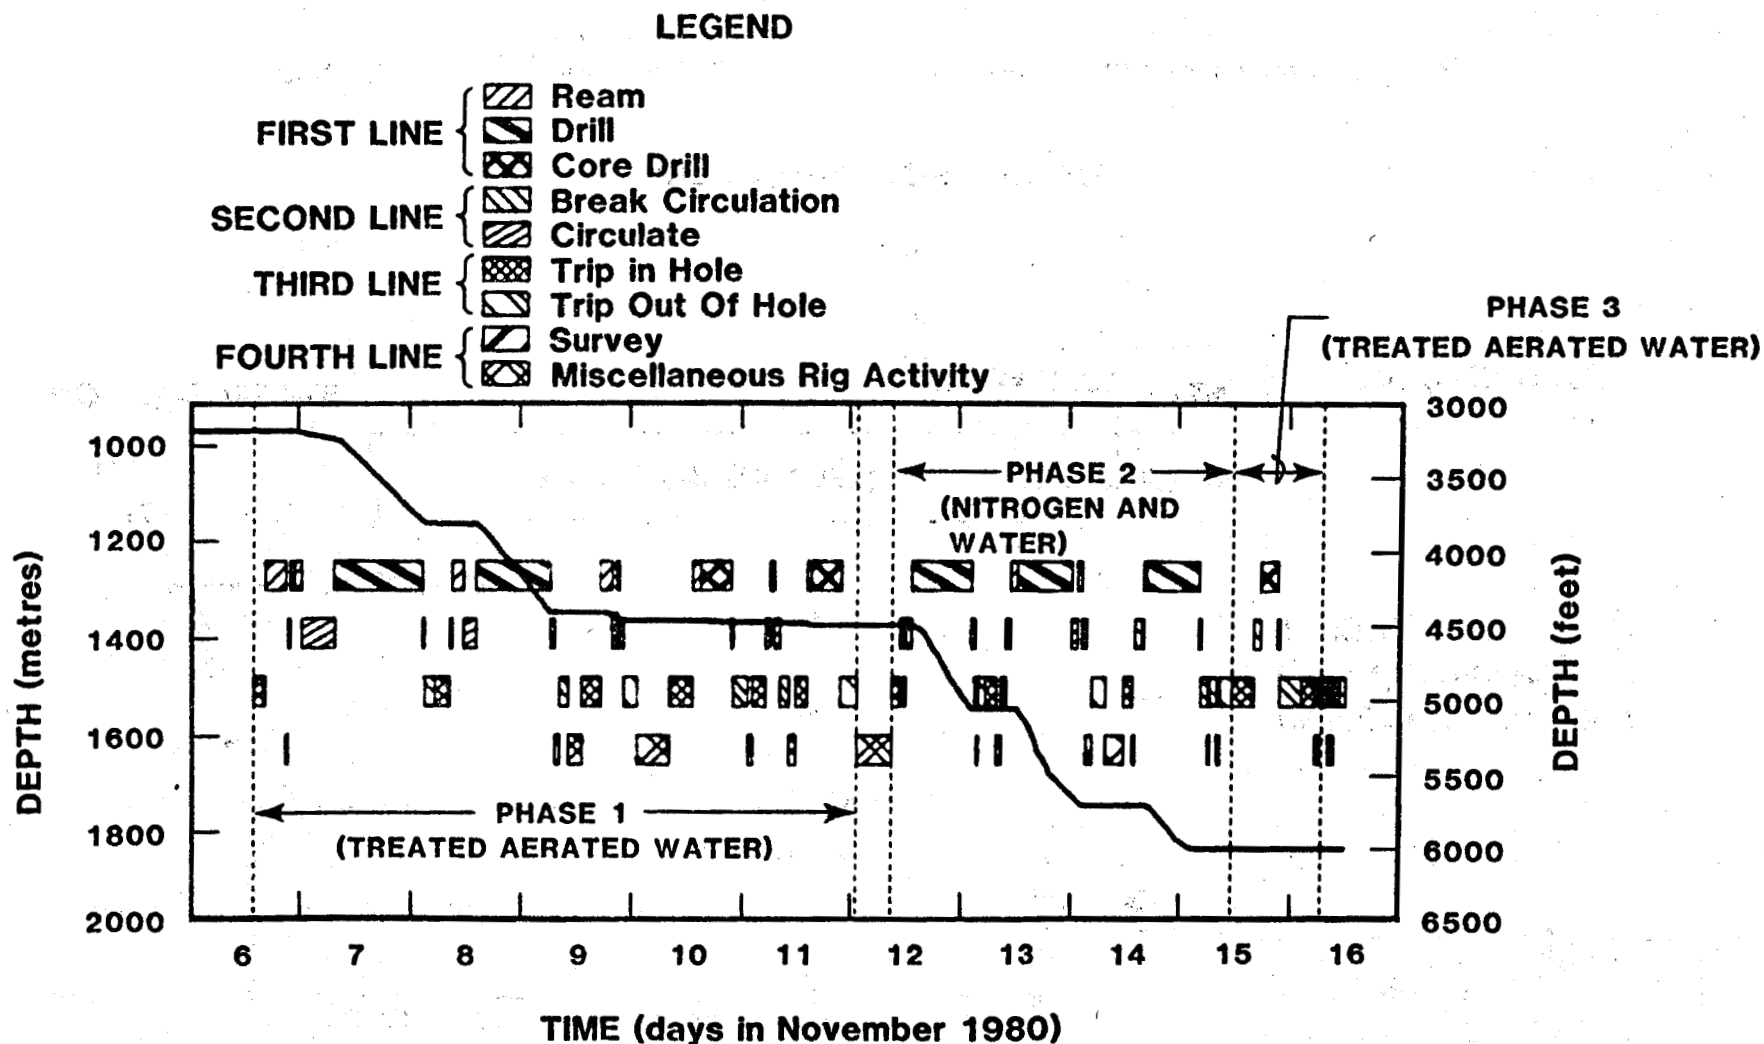 LEGEND
FIRST LINE
Ream
Drill
Core Drill
SECOND LINE
Break Circulation
Circulate
THIRD LINE
Trip in Hole
Trip Out Of Hole
FOURTH LINE
Survey
Miscellaneous Rig Activity
PHASE 3
(TREATED AERATED WATER)
DEPTH (metres)
1000
1200
1400
1600
1800
2000
PHASE 2
(NITROGEN AND
WATER)
PHASE 1
(TREATED AERATED WATER)
3000
3500
4000
4500
5000
5500
6000
6500
DEPTH (feet)
6 7 8 9 10 11 12 13 14 15 16
TIME (days in November 1980)